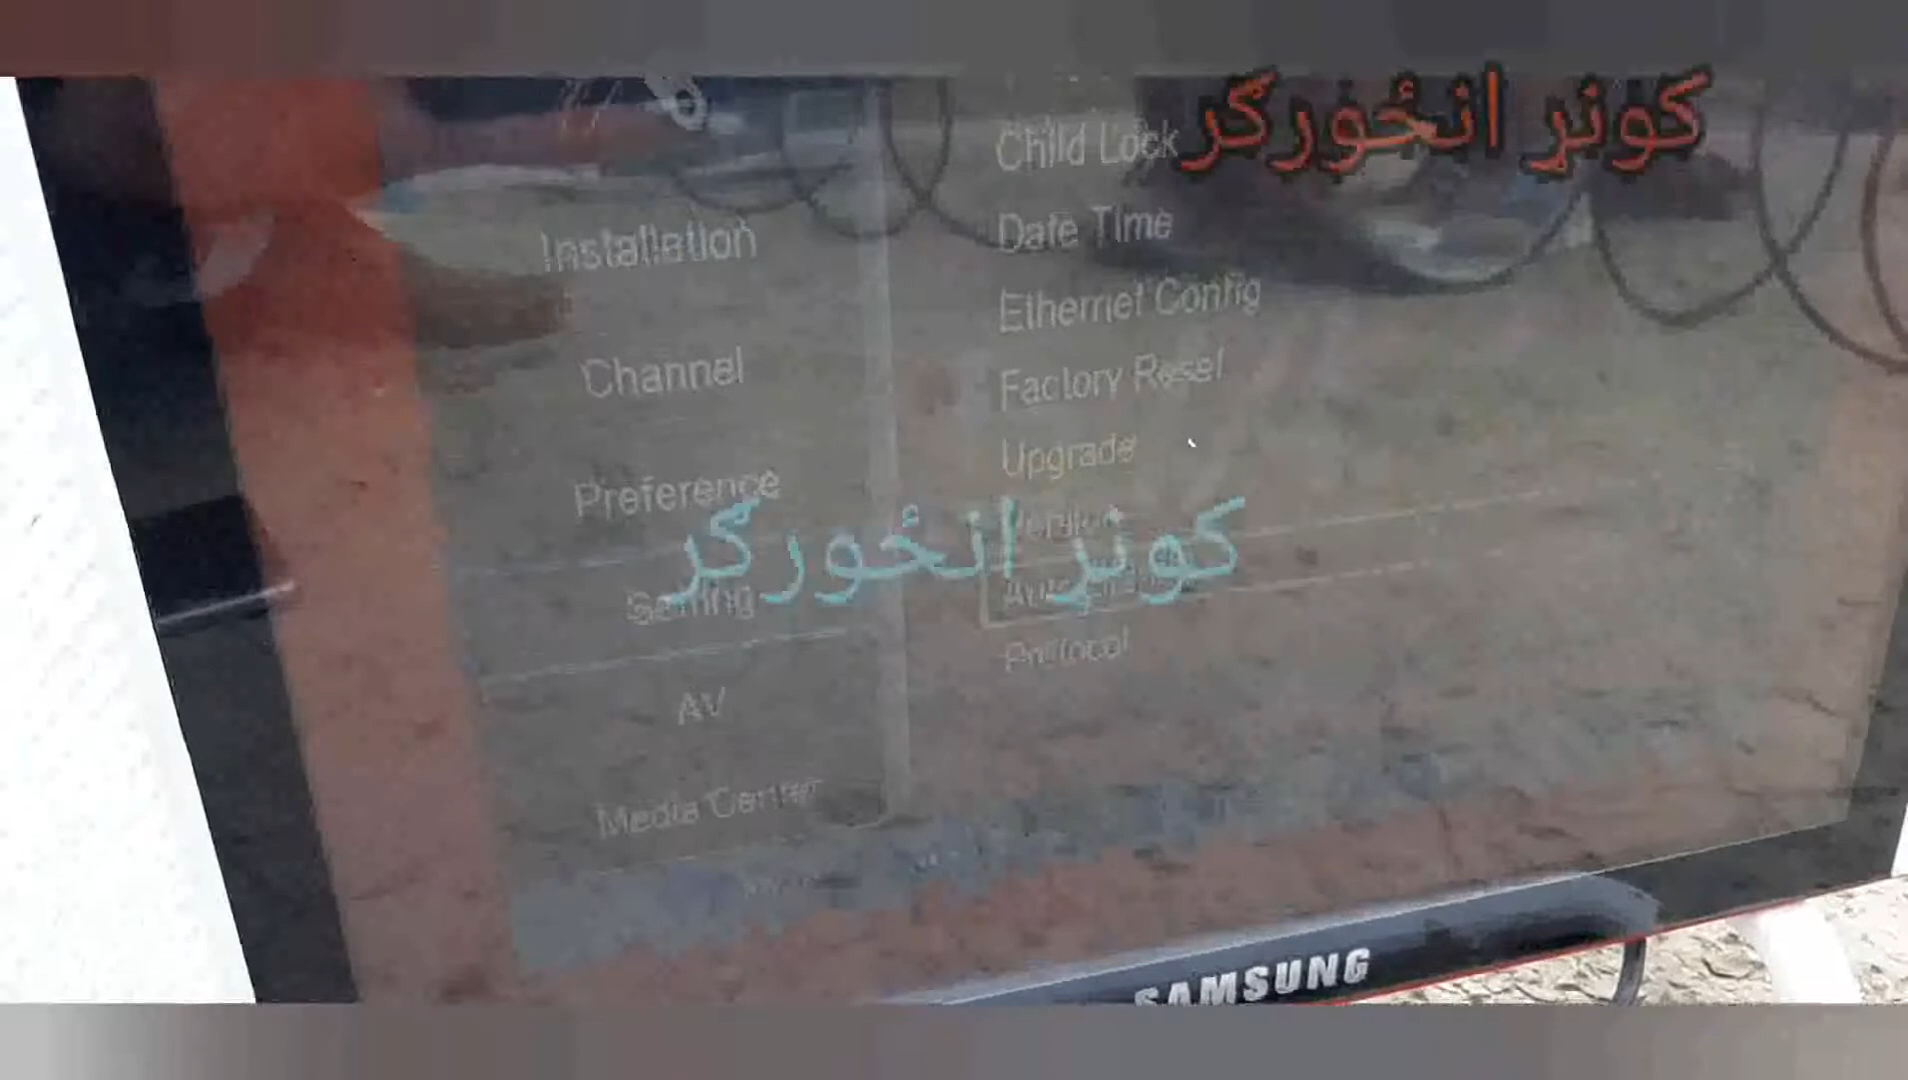 کونړ انځورګر
Child Lock
Date Time
Installation
Ethernet Config
Channel
Factory Reset
Upgrade
Preference
کونړ انځورګر
Setting
Protocol
AV
Media Center
SAMSUNG